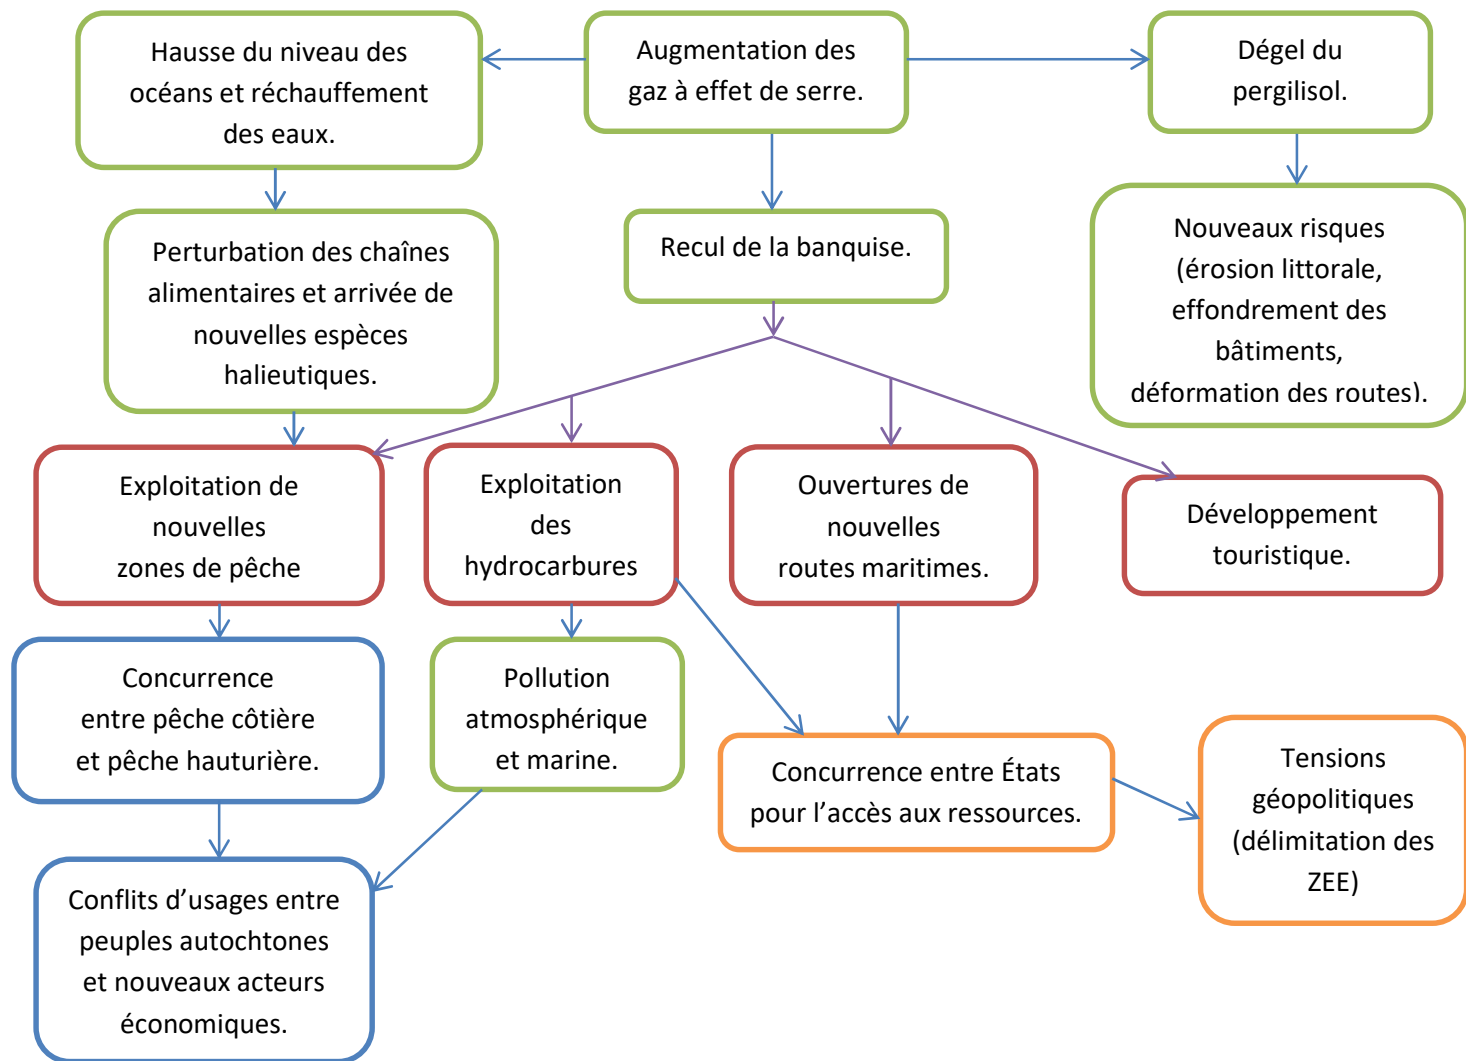 Hausse du niveau des
océans et réchauffement
des eaux.
Augmentation des
gaz à effet de serre.
Dégel du
pergilisol.
Perturbation des chaînes
alimentaires et arrivée de
nouvelles espèces
halieutiques.
Recul de la banquise.
Nouveaux risques
(érosion littorale,
effondrement des
bâtiments,
déformation des routes).
Exploitation de
nouvelles
zones de pêche
Exploitation
des
hydrocarbures
Ouvertures de
nouvelles
routes maritimes.
Développement
touristique.
Concurrence
entre pêche côtière
et pêche hauturière.
Pollution
atmosphérique
et marine.
Concurrence entre États
pour l’accès aux ressources.
Tensions
géopolitiques
(délimitation des
ZEE)
Conflits d’usages entre
peuples autochtones
et nouveaux acteurs
économiques.